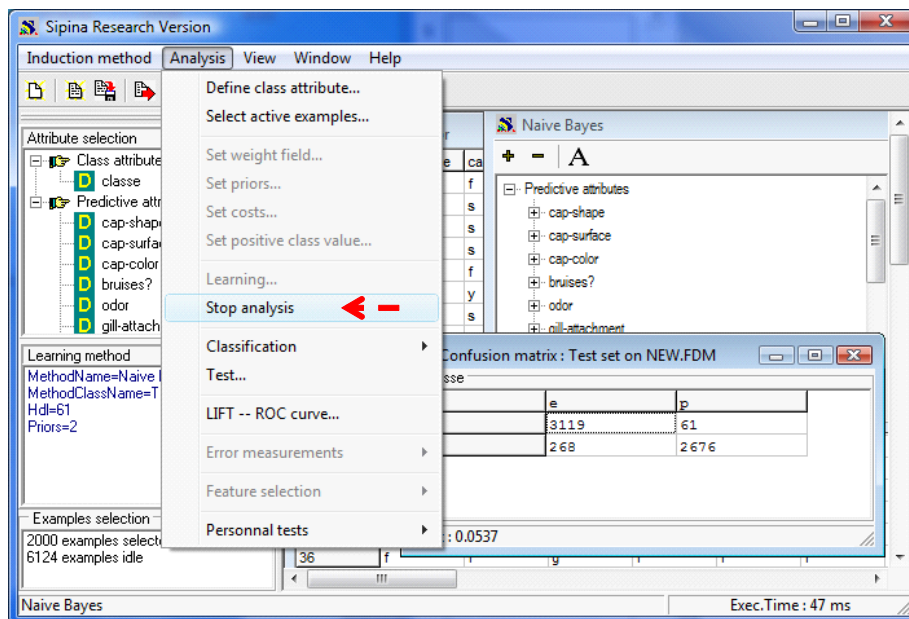 Sipina Research Version
Induction method Analysis View Window Help
Define class attribute...
Select active examples...
Set weight field...
Set priors...
Set costs...
Set positive class value...
Learning...
Stop analysis
Classification
Test...
LIFT -- ROC curve...
Error measurements
Feature selection
Personnal tests
Attribute selection
Class attribute
classe
Predictive attr
cap-shap
cap-surfa
cap-color
bruises?
odor
gill-attach
Learning method
MethodName=Naive
MethodClassName=T
Hdl=61
Priors=2
Examples selection
2000 examples select
6124 examples idle
ca
f
s
s
s
f
y
s
Naive Bayes
A
Predictive attributes
cap-shape
cap-surface
cap-color
bruises?
odor
gill-attachment
Confusion matrix : Test set on NEW.FDM
sse
e p
3119 61
268 2676
: 0.0537
36 f
Naive Bayes Exec.Time : 47 ms